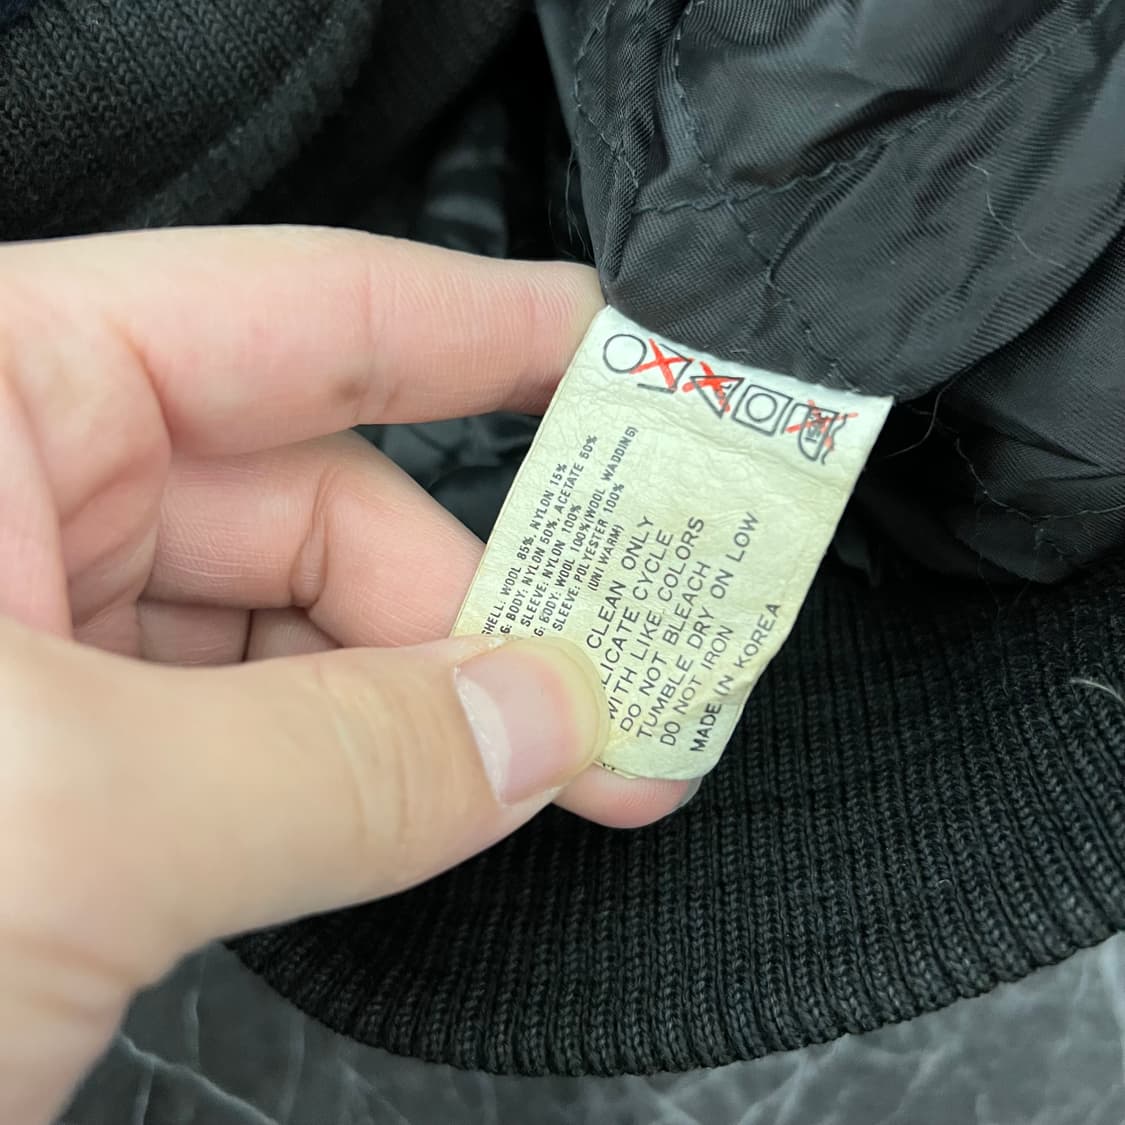 SHELL: WOOL 85%, NYLON 15%
G: BODY: NYLON 50%, ACETATE 50%
SLEEVE: NYLON 100%
G: BODY: WOOL 100%(WOOL WADDING)
SLEEVE: POLYESTER 100%
(UNI WARM)
CLEAN ONLY
LICATE CYCLE
WITH LIKE COLORS
DO NOT BLEACH
TUMBLE DRY ON LOW
DO NOT IRON
MADE IN KOREA